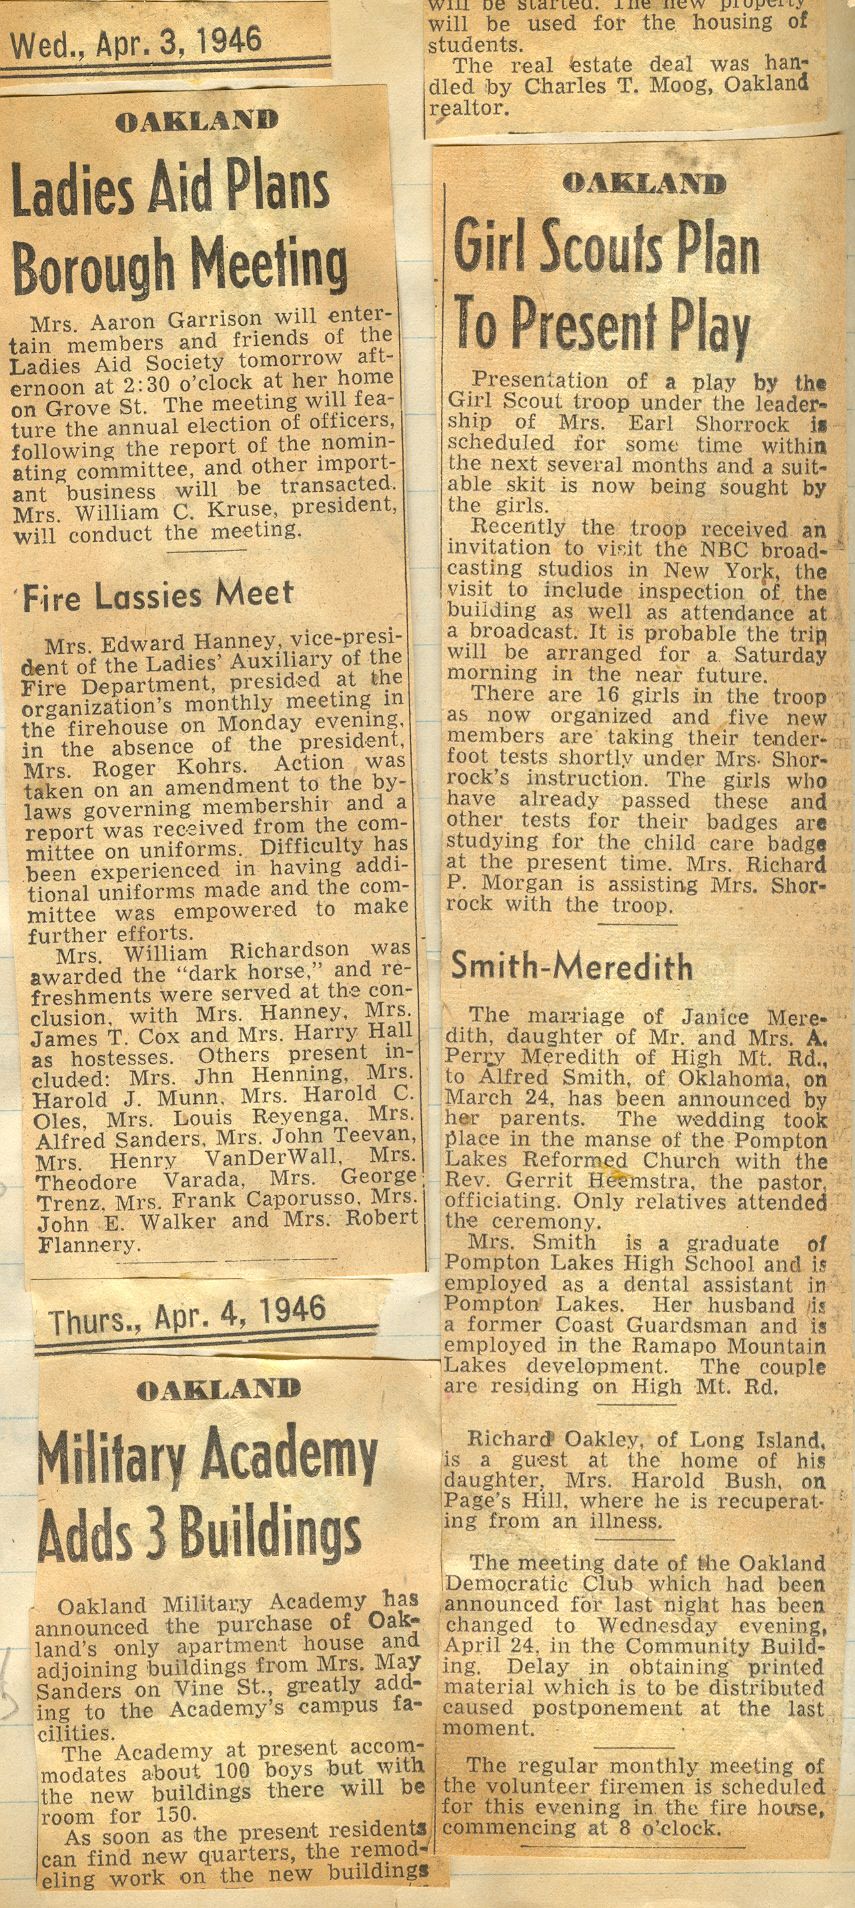 Wed., Apr. 3, 1946
OAKLAND
Ladies Aid Plans
Borough Meeting
Mrs. Aaron Garrison will enter-
tain members and friends of the
Ladies Aid Society tomorrow aft-
ernoon at 2:30 o'clock at her home
on Grove St. The meeting will fea-
ture the annual election of officers,
following the report of the nomin-
ating committee, and other import-
ant business will be transacted.
Mrs. William C. Kruse, president,
will conduct the meeting.
Fire Lassies Meet
Mrs. Edward Hanney, vice-presi-
dent of the Ladies' Auxiliary of the
Fire Department, presided at the
organization's monthly meeting in
the firehouse on Monday evening,
in the absence of the president,
Mrs. Roger Kohrs. Action was
taken on an amendment to the by-
laws governing membership and a
report was received from the com-
mittee on uniforms. Difficulty has
been experienced in having addi-
tional uniforms made and the com-
mittee was empowered to make
further efforts.
Mrs. William Richardson was
awarded the "dark horse," and re-
freshments were served at the con-
clusion, with Mrs. Hanney, Mrs.
James T. Cox and Mrs. Harry Hall
as hostesses. Others present in-
cluded: Mrs. Jhn Henning, Mrs.
Harold J. Munn, Mrs. Harold C.
Oles, Mrs. Louis Reyenga, Mrs.
Alfred Sanders, Mrs. John Teevan,
Mrs. Henry VanDerWall, Mrs.
Theodore Varada, Mrs. George
Trenz, Mrs. Frank Caporusso, Mrs.
John E. Walker and Mrs. Robert
Flannery.
Thurs., Apr. 4, 1946
OAKLAND
Military Academy
Adds 3 Buildings
Oakland Military Academy has
announced the purchase of Oak-
land's only apartment house and
adjoining buildings from Mrs. May
Sanders on Vine St., greatly add-
ing to the Academy's campus fa-
cilities.
The Academy at present accom-
modates about 100 boys but with
the new buildings there will be
room for 150.
As soon as the present residents
can find new quarters, the remod-
eling work on the new buildings
will be started. The new property
will be used for the housing of
students.
The real estate deal was han-
dled by Charles T. Moog, Oakland
realtor.
OAKLAND
Girl Scouts Plan
To Present Play
Presentation of a play by the
Girl Scout troop under the leader-
ship of Mrs. Earl Shorrock is
scheduled for some time within
the next several months and a suit-
able skit is now being sought by
the girls.
Recently the troop received an
invitation to visit the NBC broad-
casting studios in New York, the
visit to include inspection of the
building as well as attendance at
a broadcast. It is probable the trip
will be arranged for a Saturday
morning in the near future.
There are 16 girls in the troop
as now organized and five new
members are taking their tender-
foot tests shortly under Mrs. Shor-
rock's instruction. The girls who
have already passed these and
other tests for their badges are
studying for the child care badge
at the present time. Mrs. Richard
P. Morgan is assisting Mrs. Shor-
rock with the troop.
Smith-Meredith
The marriage of Janice Mere-
dith, daughter of Mr. and Mrs. A.
Perry Meredith of High Mt. Rd.,
to Alfred Smith, of Oklahoma, on
March 24, has been announced by
her parents. The wedding took
place in the manse of the Pompton
Lakes Reformed Church with the
Rev. Gerrit Heemstra, the pastor,
officiating. Only relatives attended
the ceremony.
Mrs. Smith is a graduate of
Pompton Lakes High School and is
employed as a dental assistant in
Pompton Lakes. Her husband is
a former Coast Guardsman and is
employed in the Ramapo Mountain
Lakes development. The couple
are residing on High Mt. Rd.
Richard Oakley, of Long Island,
is a guest at the home of his
daughter, Mrs. Harold Bush, on
Page's Hill, where he is recuperat-
ing from an illness.
The meeting date of the Oakland
Democratic Club which had been
announced for last night has been
changed to Wednesday evening,
April 24, in the Community Build-
ing. Delay in obtaining printed
material which is to be distributed
caused postponement at the last
moment.
The regular monthly meeting of
the volunteer firemen is scheduled
for this evening in the fire house,
commencing at 8 o'clock.